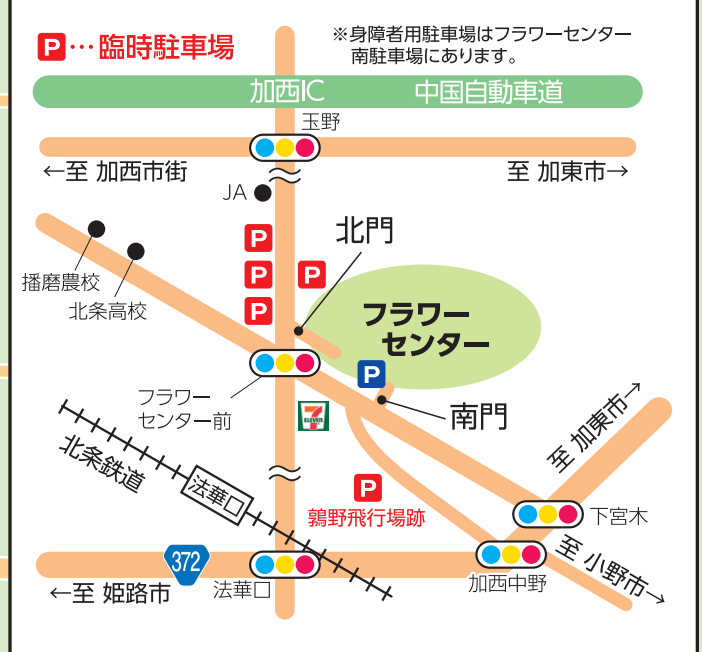 P…臨時駐車場
※身障者用駐車場はフラワーセンター
南駐車場にあります。
加西IC
中国自動車道
玉野
←至 加西市街
至 加東市→
JA
P
北門
播磨農校
P
P
北条高校
P
フラワー
センター
フラワー
センター前
P
7
ELEVEN
南門
至 加東市→
北条鉄道
法華口
P
鶉野飛行場跡
下宮木
372
至 小野市→
←至 姫路市
法華口
加西中野